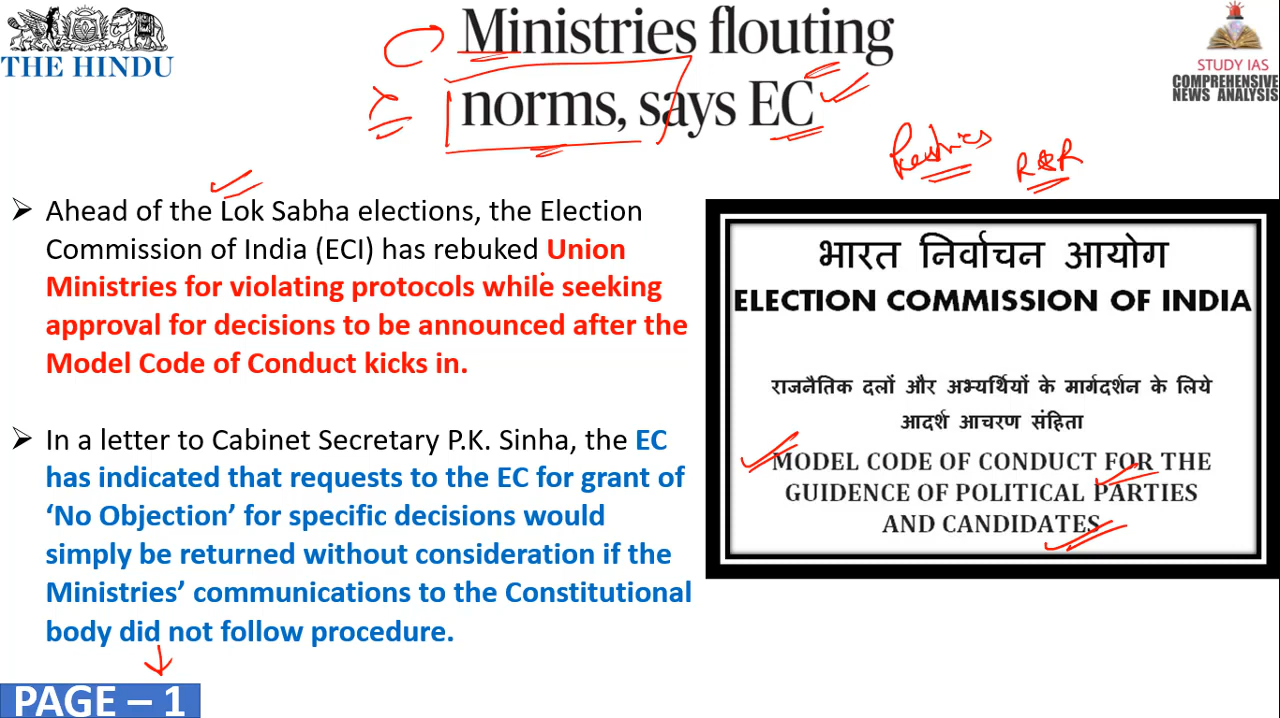 THE HINDU
Ministries flouting
norms, says EC
STUDY IAS
COMPREHENSIVE
NEWS ANALYSIS
R&R
➢ Ahead of the Lok Sabha elections, the Election
Commission of India (ECI) has rebuked Union
Ministries for violating protocols while seeking
approval for decisions to be announced after the
Model Code of Conduct kicks in.
➢ In a letter to Cabinet Secretary P.K. Sinha, the EC
has indicated that requests to the EC for grant of
‘No Objection’ for specific decisions would
simply be returned without consideration if the
Ministries’ communications to the Constitutional
body did not follow procedure.
भारत निर्वाचन आयोग
ELECTION COMMISSION OF INDIA
राजनैतिक दलों और अभ्यर्थियों के मार्गदर्शन के लिये
आदर्श आचरण संहिता
MODEL CODE OF CONDUCT FOR THE
GUIDENCE OF POLITICAL PARTIES
AND CANDIDATES
PAGE – 1